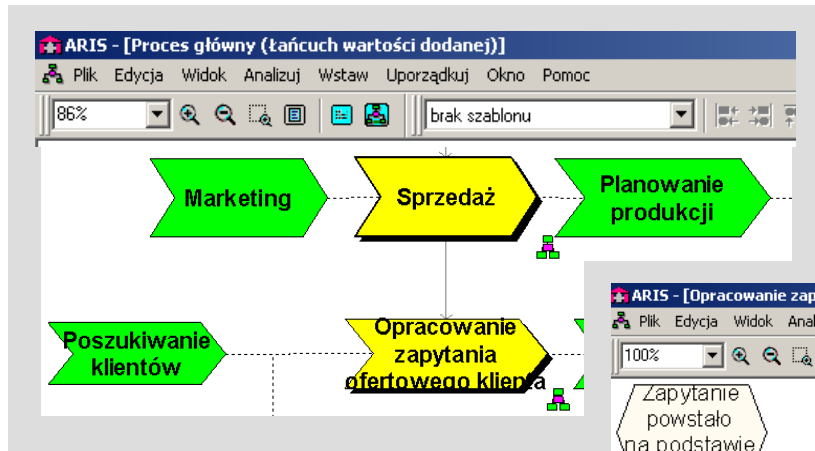 ARIS - [Proces główny (Łańcuch wartości dodanej)]
Plik Edycja Widok Analizuj Wstaw Uporządkuj Okno Pomoc
86%
brak szablonu
Marketing
Sprzedaż
Planowanie
produkcji
Poszukiwanie
klientów
Opracowanie
zapytania
ofertowego klienta
ARIS - [Opracowanie zap
Plik Edycja Widok Anal
100%
Zapytanie
powstało
na podstawie